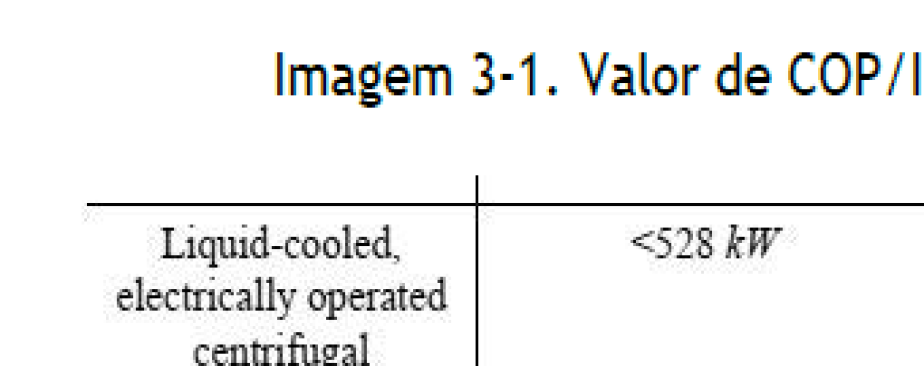 Imagem 3-1. Valor de COP/I
Liquid-cooled,
electrically operated
centrifugal
<528 kW